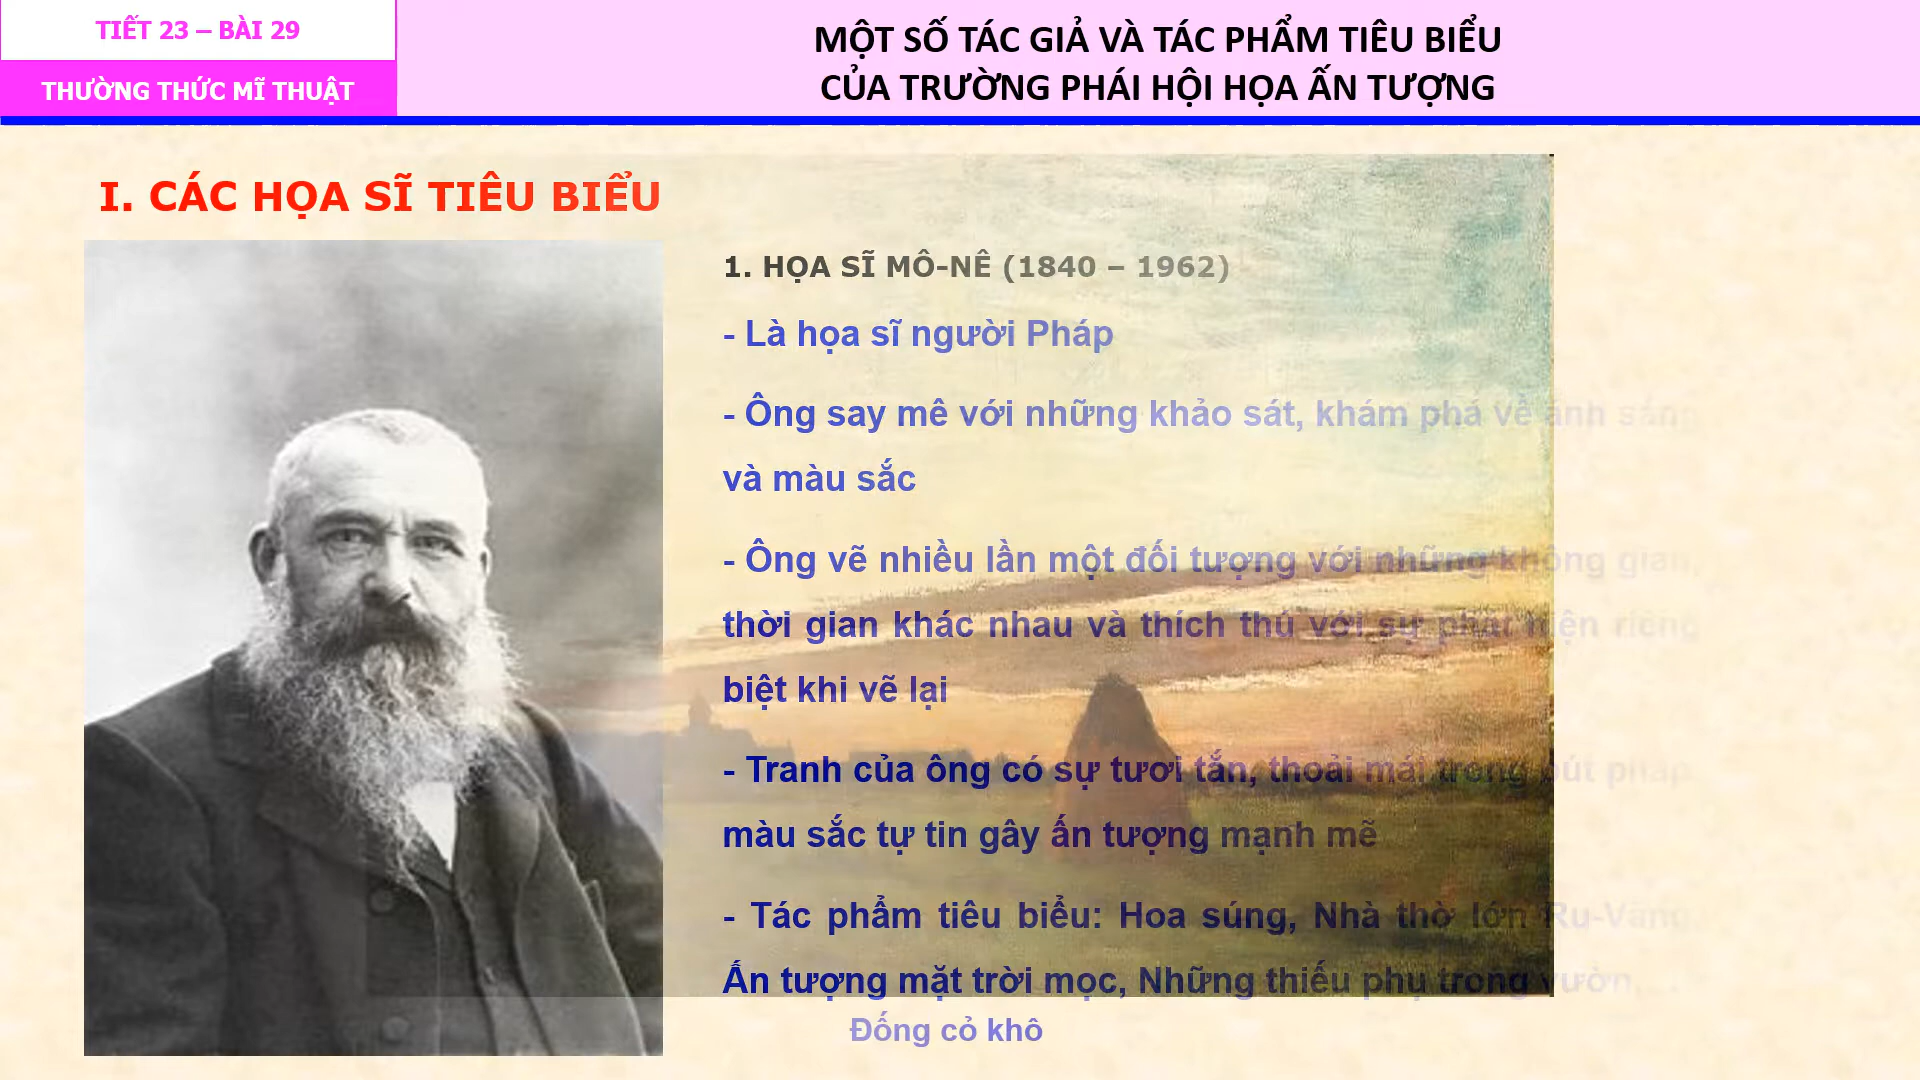 TIẾT 23 – BÀI 29
THƯỜNG THỨC MĨ THUẬT
MỘT SỐ TÁC GIẢ VÀ TÁC PHẨM TIÊU BIỂU
CỦA TRƯỜNG PHÁI HỘI HỌA ẤN TƯỢNG
I. CÁC HỌA SĨ TIÊU BIỂU
1. HỌA SĨ MÔ-NÊ (1840 – 1962)
- Là họa sĩ người Pháp
- Ông say mê với những khảo sát, khám phá về ánh sáng
và màu sắc
- Ông vẽ nhiều lần một đối tượng với những không gian,
thời gian khác nhau và thích thú với sự phát hiện riêng
biệt khi vẽ lại
- Tranh của ông có sự tươi tắn, thoải mái trong bút pháp,
màu sắc tự tin gây ấn tượng mạnh mẽ
- Tác phẩm tiêu biểu: Hoa súng, Nhà thờ lớn Ru-Văng,
Ấn tượng mặt trời mọc, Những thiếu phụ trong vườn,
Đống cỏ khô